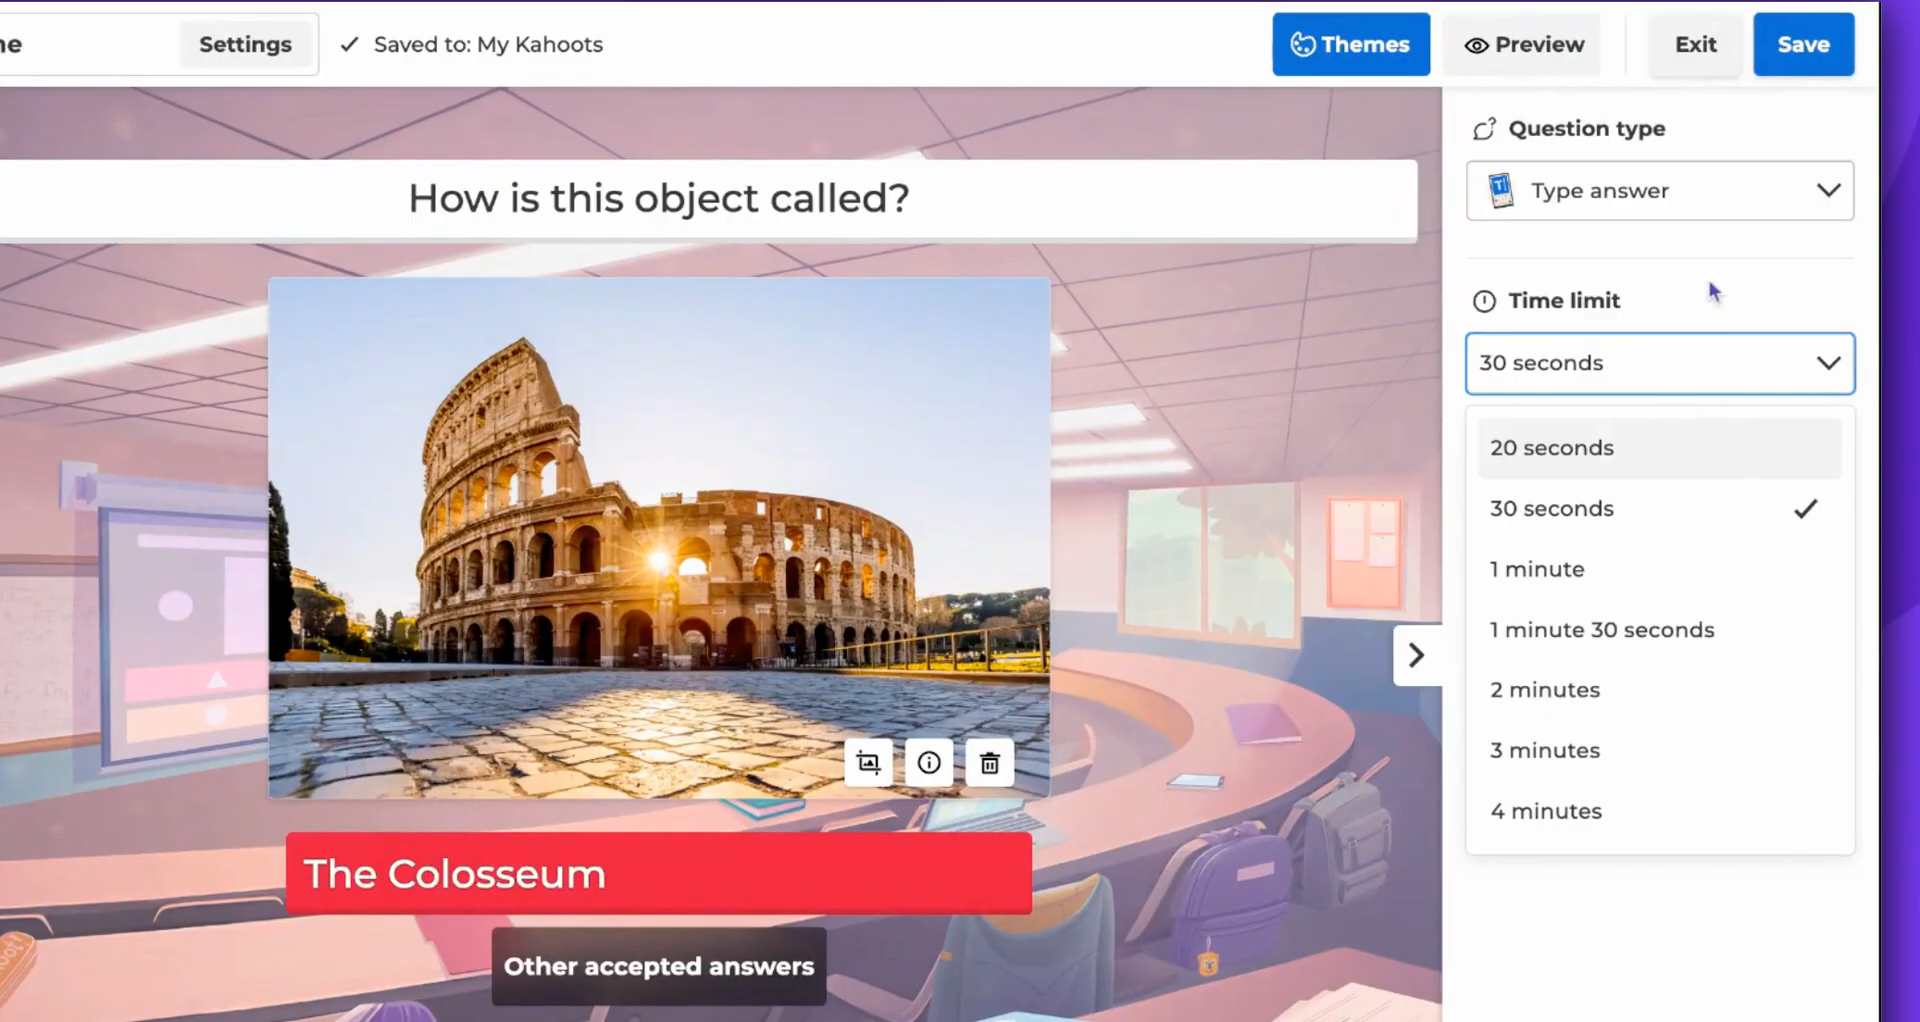 ne
Settings
Saved to: My Kahoots
Themes
Preview
Exit
Save
How is this object called?
Question type
Type answer
Time limit
30 seconds
20 seconds
30 seconds
1 minute
1 minute 30 seconds
2 minutes
3 minutes
4 minutes
The Colosseum
Other accepted answers